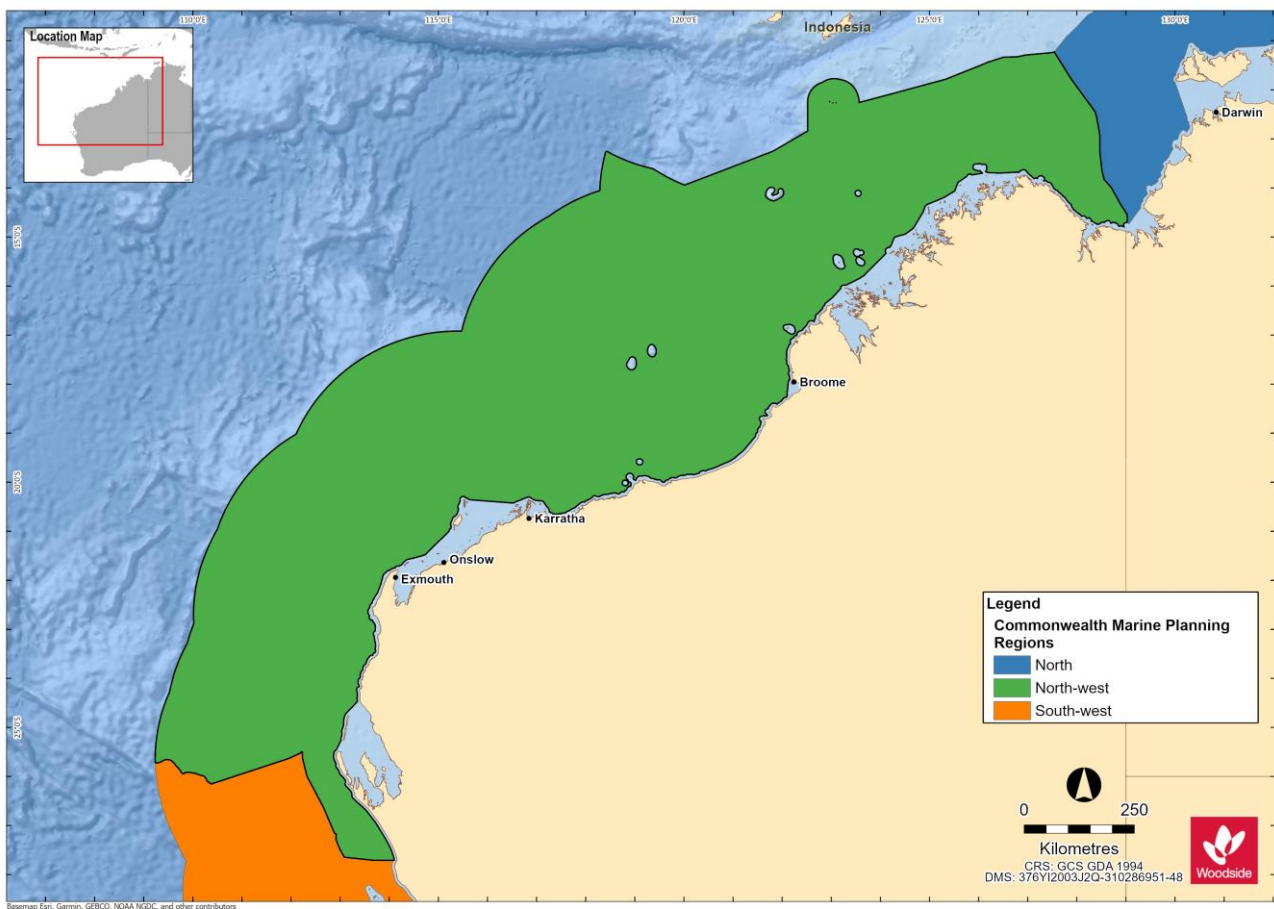 110°0'E
115°0'E
120°0'E
125°0'E
130°0'E
Location Map
Indonesia
Darwin
15°0'S
Broome
20°0'S
Karratha
Onslow
Exmouth
25°0'S
Legend
Commonwealth Marine Planning
Regions
North
North-west
South-west
0
250
Kilometres
CRS: GCS GDA 1994
DMS: 376YI2003J2Q-310286951-48
Woodside
Basemap Esri, Garmin, GEBCO, NOAA NGDC, and other contributors